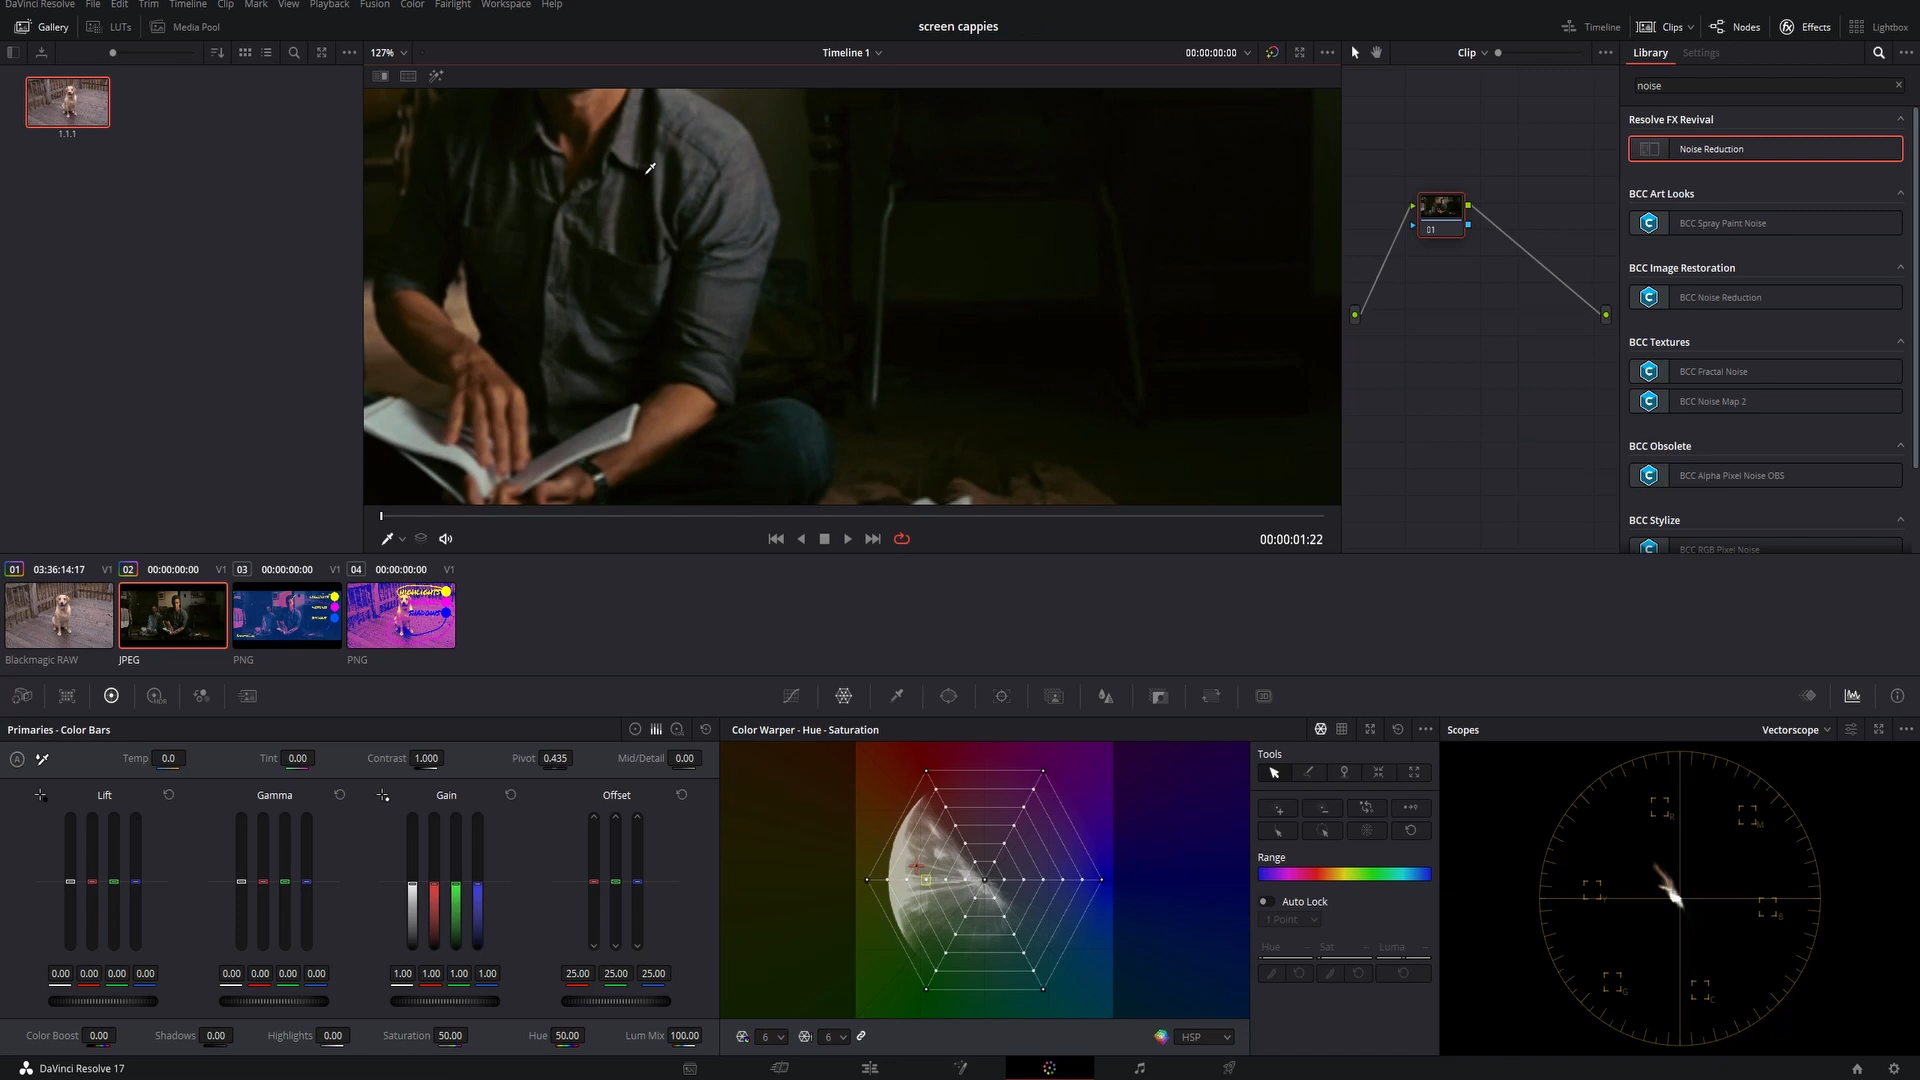 DaVinci Resolve File Edit Trim Timeline Clip Mark View Playback Fusion Color Fairlight Workspace Help
Gallery LUTs Media Pool screen cappies Timeline Clips Nodes Effects Lightbox
127% Timeline 1 00:00:00:00 Clip Library Settings
noise
Resolve FX Revival
Noise Reduction
1.1.1
BCC Art Looks
BCC Spray Paint Noise
01
BCC Image Restoration
BCC Noise Reduction
BCC Textures
BCC Fractal Noise
BCC Noise Map 2
BCC Obsolete
BCC Alpha Pixel Noise OBS
BCC Stylize
BCC RGB Pixel Noise
00:00:01:22
01 03:36:14:17 V1 02 00:00:00:00 V1 03 00:00:00:00 V1 04 00:00:00:00 V1
HIGHLIGHTS
SHADOWS
Blackmagic RAW JPEG PNG PNG
HDR
3D
Primaries - Color Bars Color Warper - Hue - Saturation Scopes Vectorscope
A Temp 0.0 Tint 0.00 Contrast 1.000 Pivot 0.435 Mid/Detail 0.00 Tools
Lift Gamma Gain Offset
Range
Auto Lock
1 Point
Hue Sat Luma
R M
Y B
G C
0.00 0.00 0.00 0.00 0.00 0.00 0.00 0.00 1.00 1.00 1.00 1.00 25.00 25.00 25.00
Color Boost 0.00 Shadows 0.00 Highlights 0.00 Saturation 50.00 Hue 50.00 Lum Mix 100.00 6 6 HSP
DaVinci Resolve 17